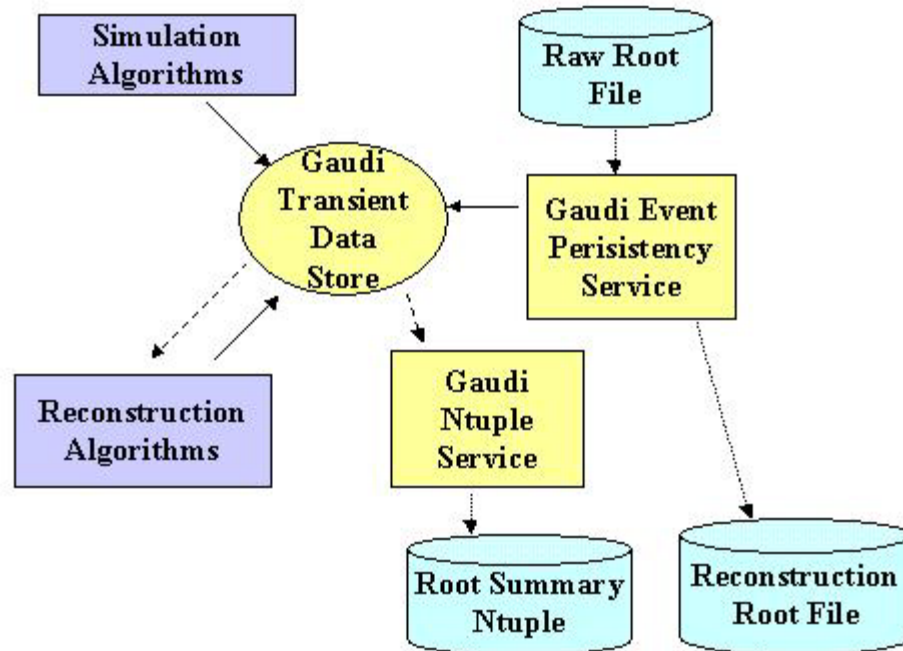 Simulation
Algorithms
Raw Root
File
Gaudi
Transient
Data
Store
Gaudi Event
Perisistency
Service
Reconstruction
Algorithms
Gaudi
Ntuple
Service
Root Summary
Ntuple
Reconstruction
Root File